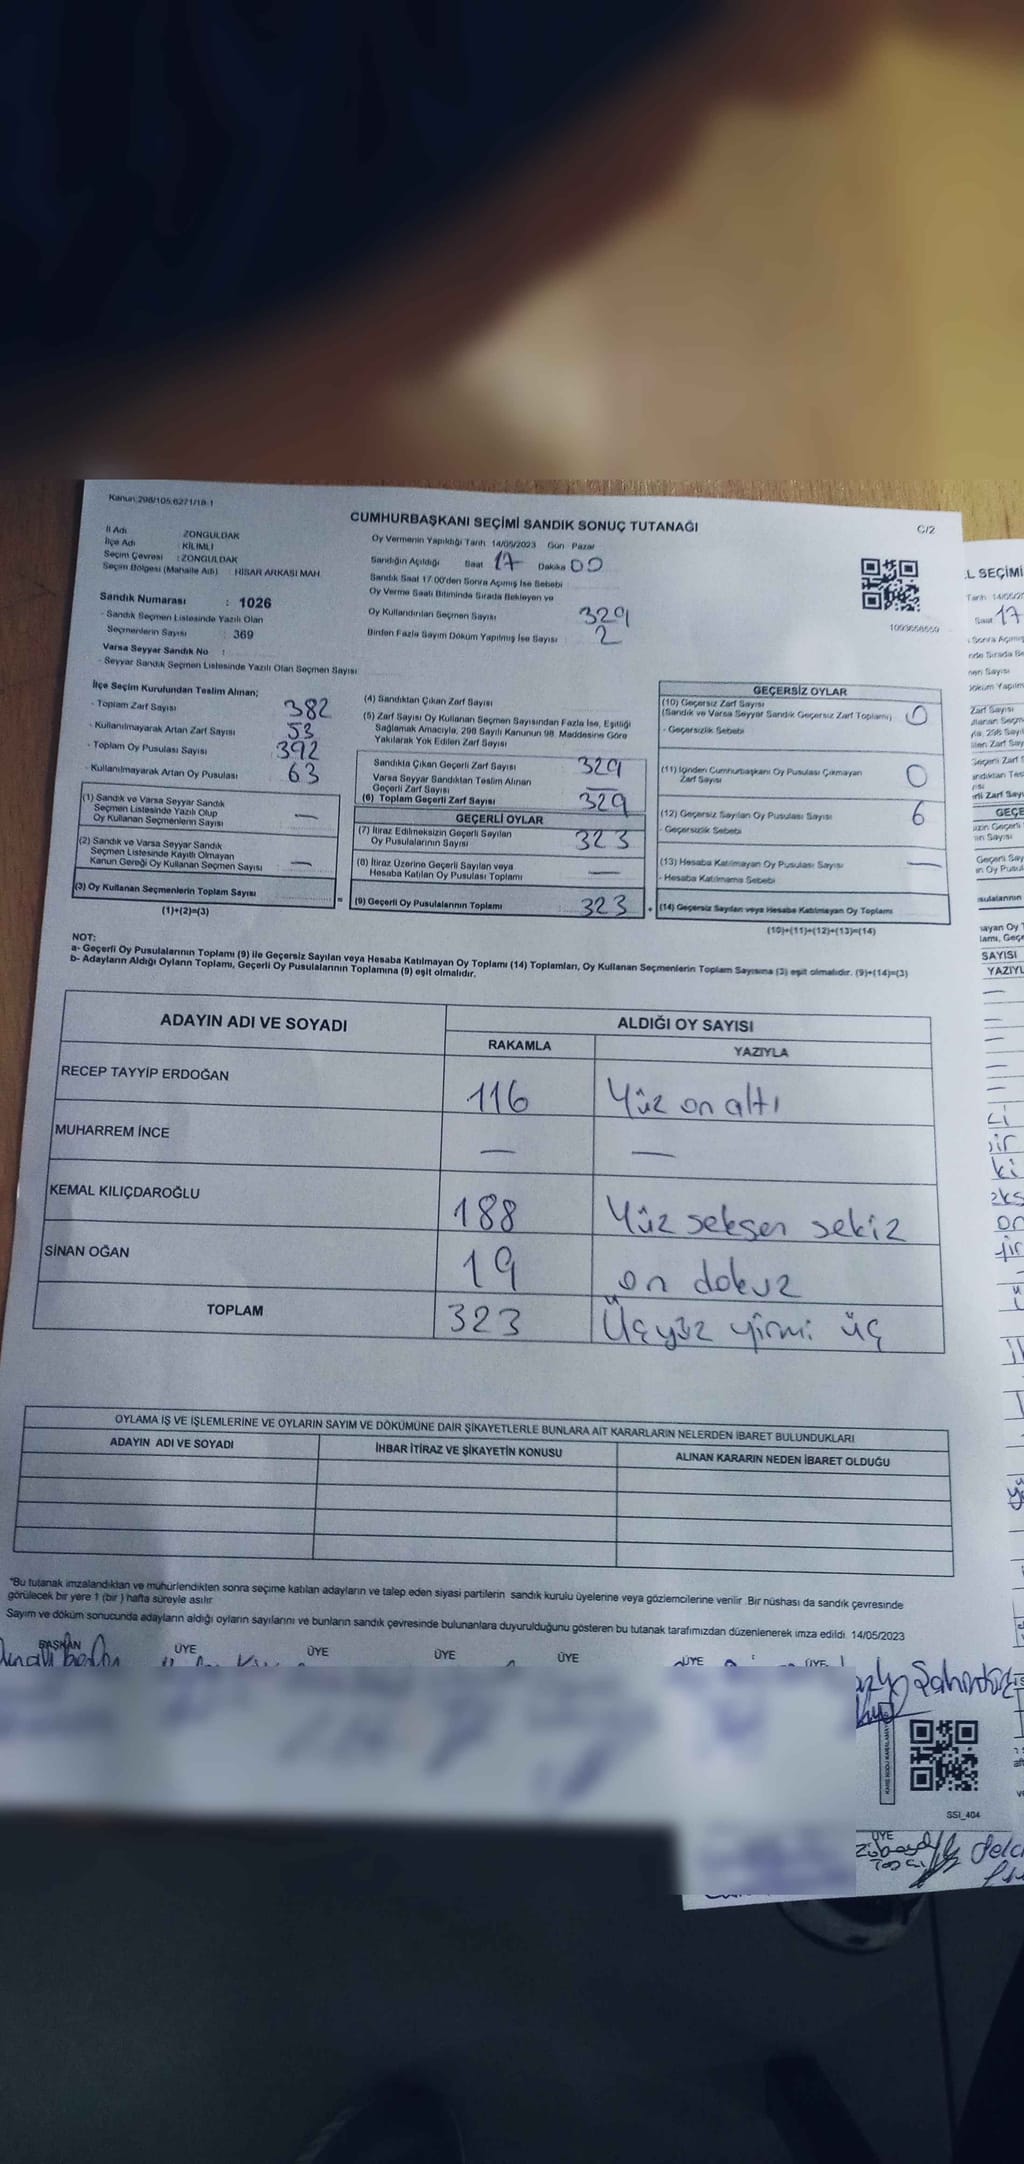 Kanun:298/105;6271/18-1
CUMHURBAŞKANI SEÇİMİ SANDIK SONUÇ TUTANAĞI
C/2
İl Adı ZONGULDAK
İlçe Adı : KİLİMLİ
Seçim Çevresi : ZONGULDAK
Seçim Bölgesi (Mahalle Adı) : HİSAR ARKASI MAH.
Sandık Numarası : 1026
- Sandık Seçmen Listesinde Yazılı Olan
Seçmenlerin Sayısı : 369
Varsa Seyyar Sandık No :
- Seyyar Sandık Seçmen Listesinde Yazılı Olan Seçmen Sayısı
Oy Vermenin Yapıldığı Tarih 14/05/2023 Gün Pazar
Sandığın Açıldığı Saat 17 Dakika 00
Sandık Saat 17.00'den Sonra Açımış İse Sebebi
Oy Verme Saati Bitiminde Sırada Bekleyen ve
Oy Kullandırılan Seçmen Sayısı 329
Birden Fazla Sayım Döküm Yapılmış İse Sayısı 2
1093658559
İlçe Seçim Kurulundan Teslim Alınan;
- Toplam Zarf Sayısı 382
- Kullanılmayarak Artan Zarf Sayısı 53
- Toplam Oy Pusulası Sayısı 392
- Kullanılmayarak Artan Oy Pusulası 63
(1) Sandık ve Varsa Seyyar Sandık
Seçmen Listesinde Yazılı Olup
Oy Kullanan Seçmenlerin Sayısı —
(2) Sandık ve Varsa Seyyar Sandık
Seçmen Listesinde Kayıtlı Olmayan
Kanun Gereği Oy Kullanan Seçmen Sayısı —
(3) Oy Kullanan Seçmenlerin Toplam Sayısı
(1)+(2)=(3)
=
(4) Sandıktan Çıkan Zarf Sayısı
(5) Zarf Sayısı Oy Kullanan Seçmen Sayısından Fazla İse, Eşitliği
Sağlamak Amacıyla, 298 Sayılı Kanunun 98. Maddesine Göre
Yakılarak Yok Edilen Zarf Sayısı
Sandıkla Çıkan Geçerli Zarf Sayısı 329
Varsa Seyyar Sandıktan Teslim Alınan
Geçerli Zarf Sayısı —
(6) Toplam Geçerli Zarf Sayısı 329
GEÇERLİ OYLAR
(7) İtiraz Edilmeksizin Geçerli Sayılan
Oy Pusulalarının Sayısı 323
(8) İtiraz Üzerine Geçerli Sayılan veya
Hesaba Katılan Oy Pusulası Toplamı —
(9) Geçerli Oy Pusulalarının Toplamı 323
+
GEÇERSİZ OYLAR
(10) Geçersiz Zarf Sayısı
(Sandık ve Varsa Seyyar Sandık Geçersiz Zarf Toplamı) 0
- Geçersizlik Sebebi
(11) İçinden Cumhurbaşkanı Oy Pusulası Çıkmayan
Zarf Sayısı 0
(12) Geçersiz Sayılan Oy Pusulası Sayısı 6
- Geçersizlik Sebebi
(13) Hesaba Katılmayan Oy Pusulası Sayısı —
- Hesaba Katılmama Sebebi
(14) Geçersiz Sayılan veya Hesaba Katılmayan Oy Toplamı
(10)+(11)+(12)+(13)=(14)
NOT:
a- Geçerli Oy Pusulalarının Toplamı (9) ile Geçersiz Sayılan veya Hesaba Katılmayan Oy Toplamı (14) Toplamları, Oy Kullanan Seçmenlerin Toplam Sayısına (3) eşit olmalıdır. (9)+(14)=(3)
b- Adayların Aldığı Oyların Toplamı, Geçerli Oy Pusulalarının Toplamına (9) eşit olmalıdır.
ADAYIN ADI VE SOYADI
ALDIĞI OY SAYISI
RAKAMLA YAZIYLA
RECEP TAYYİP ERDOĞAN 116 Yüz on altı
MUHARREM İNCE — —
KEMAL KILIÇDAROĞLU 188 Yüz seksen sekiz
SİNAN OĞAN 19 on dokuz
TOPLAM 323 Üçyüz yirmi üç
OYLAMA İŞ VE İŞLEMLERİNE VE OYLARIN SAYIM VE DÖKÜMÜNE DAİR ŞİKAYETLERLE BUNLARA AİT KARARLARIN NELERDEN İBARET BULUNDUKLARI
ADAYIN ADI VE SOYADI İHBAR İTİRAZ VE ŞİKAYETİN KONUSU ALINAN KARARIN NEDEN İBARET OLDUĞU
*Bu tutanak imzalandıktan ve mühürlendikten sonra seçime katılan adayların ve talep eden siyasi partilerin sandık kurulu üyelerine veya gözlemcilerine verilir. Bir nüshası da sandık çevresinde
görülecek bir yere 1 (bir) hafta süreyle asılır.
Sayım ve döküm sonucunda adayların aldığı oyların sayılarını ve bunların sandık çevresinde bulunanlara duyurulduğunu gösteren bu tutanak tarafımızdan düzenlenerek imza edildi. 14/05/2023
BAŞKAN ÜYE ÜYE ÜYE ÜYE ÜYE ÜYE
SSI_404
ÜYE
L SEÇİMİ
Saat 17
SAYISI